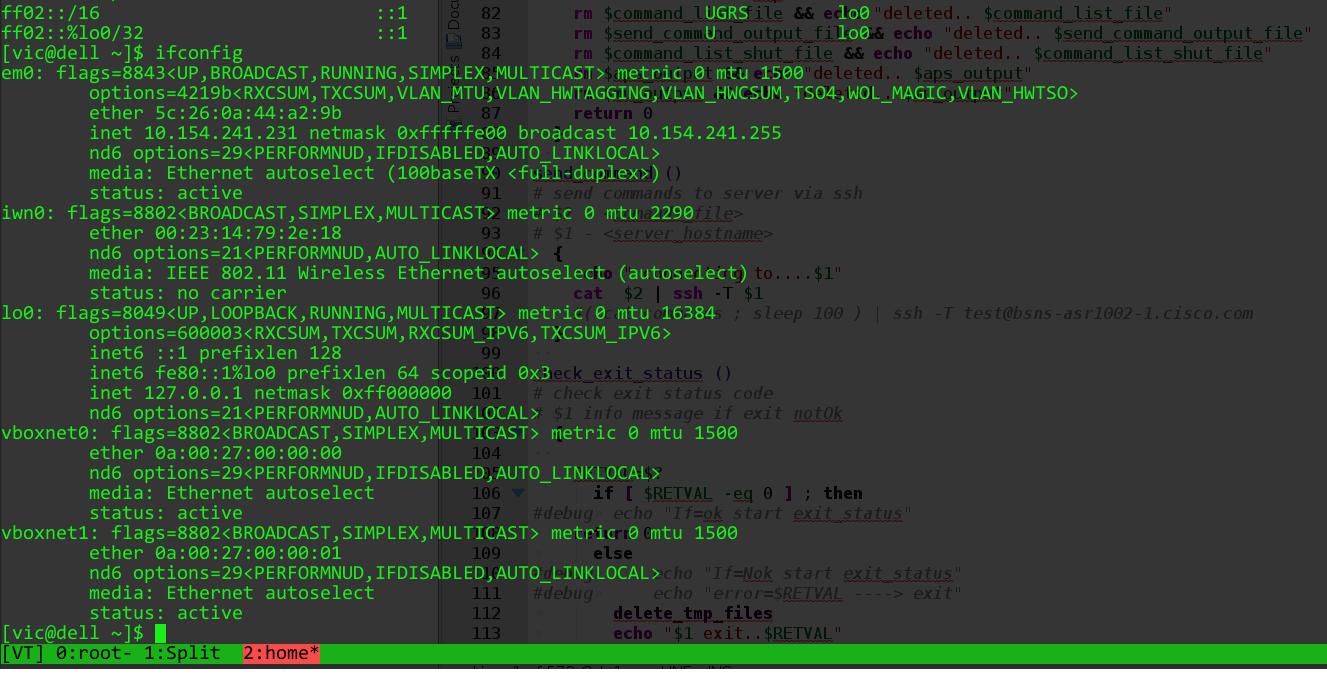 ff02::/16 ::1 UGRS lo0
ff02::%lo0/32 ::1 U lo0
[vic@dell ~]$ ifconfig
em0: flags=8843<UP,BROADCAST,RUNNING,SIMPLEX,MULTICAST> metric 0 mtu 1500
options=4219b<RXCSUM,TXCSUM,VLAN_MTU,VLAN_HWTAGGING,VLAN_HWCSUM,TSO4,WOL_MAGIC,VLAN_HWTSO>
ether 5c:26:0a:44:a2:9b
inet 10.154.241.231 netmask 0xfffffe00 broadcast 10.154.241.255
nd6 options=29<PERFORMNUD,IFDISABLED,AUTO_LINKLOCAL>
media: Ethernet autoselect (100baseTX <full-duplex>)
status: active
iwn0: flags=8802<BROADCAST,SIMPLEX,MULTICAST> metric 0 mtu 2290
ether 00:23:14:79:2e:18
nd6 options=21<PERFORMNUD,AUTO_LINKLOCAL>
media: IEEE 802.11 Wireless Ethernet autoselect (autoselect)
status: no carrier
lo0: flags=8049<UP,LOOPBACK,RUNNING,MULTICAST> metric 0 mtu 16384
options=600003<RXCSUM,TXCSUM,RXCSUM_IPV6,TXCSUM_IPV6>
inet6 ::1 prefixlen 128
inet6 fe80::1%lo0 prefixlen 64 scopeid 0x3
inet 127.0.0.1 netmask 0xff000000
nd6 options=21<PERFORMNUD,AUTO_LINKLOCAL>
vboxnet0: flags=8802<BROADCAST,SIMPLEX,MULTICAST> metric 0 mtu 1500
ether 0a:00:27:00:00:00
nd6 options=29<PERFORMNUD,IFDISABLED,AUTO_LINKLOCAL>
media: Ethernet autoselect
status: active
vboxnet1: flags=8802<BROADCAST,SIMPLEX,MULTICAST> metric 0 mtu 1500
ether 0a:00:27:00:00:01
nd6 options=29<PERFORMNUD,IFDISABLED,AUTO_LINKLOCAL>
media: Ethernet autoselect
status: active
[vic@dell ~]$
[VT] 0:root- 1:Split 2:home*
82 rm $command_list_file && echo "deleted.. $command_list_file"
83 rm $send_command_output_file && echo "deleted.. $send_command_output_file"
84 rm $command_list_shut_file && echo "deleted.. $command_list_shut_file"
"deleted.. $aps_output"
87 return 0
()
91 # send commands to server via ssh
file>
93 # $1 - <server_hostname>
{
to....$1"
96 cat $2 | ssh -T $1
; sleep 100 ) | ssh -T test@bsns-asr1002-1.cisco.com
99
check_exit_status ()
101 # check exit status code
# $1 info message if exit notOk
104
106 if [ $RETVAL -eq 0 ] ; then
107 #debug echo "If=ok start exit_status"
109 else
echo "If=Nok start exit_status"
111 #debug echo "error=$RETVAL ----> exit"
112 delete_tmp_files
113 echo "$1 exit..$RETVAL"